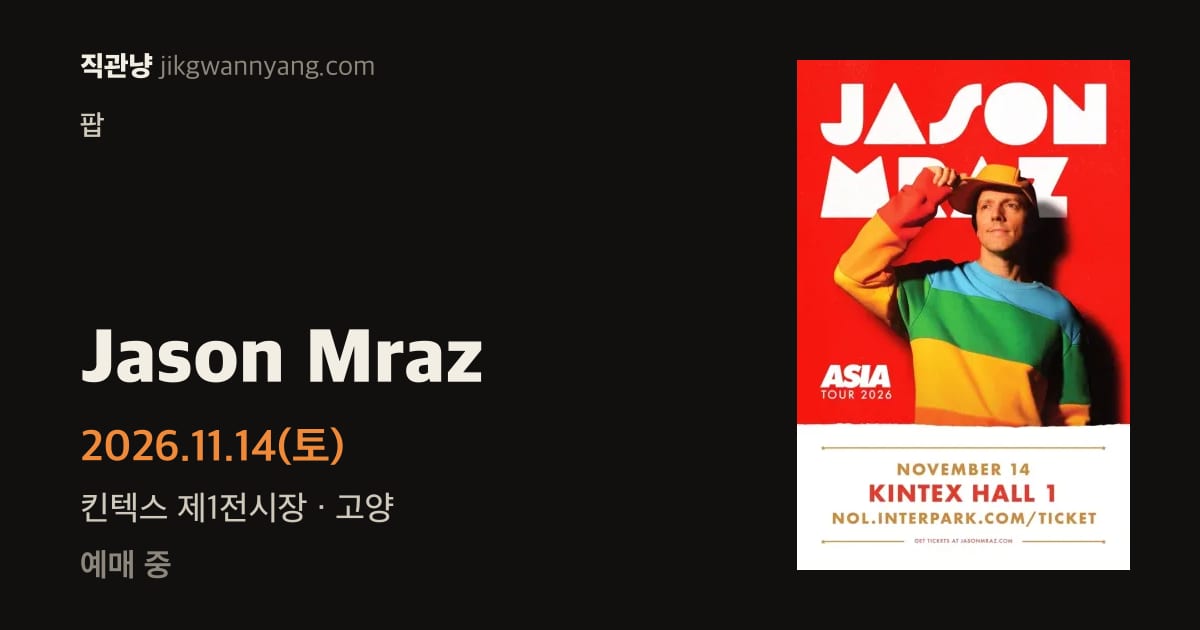 직관냥 jikgwannyang.com
팝
Jason Mraz
2026.11.14(토)
킨텍스 제1전시장 · 고양
예매 중
JASON
MRAZ
ASIA
TOUR 2026
NOVEMBER 14
KINTEX HALL 1
NOL.INTERPARK.COM/TICKET
GET TICKETS AT JASONMRAZ.COM